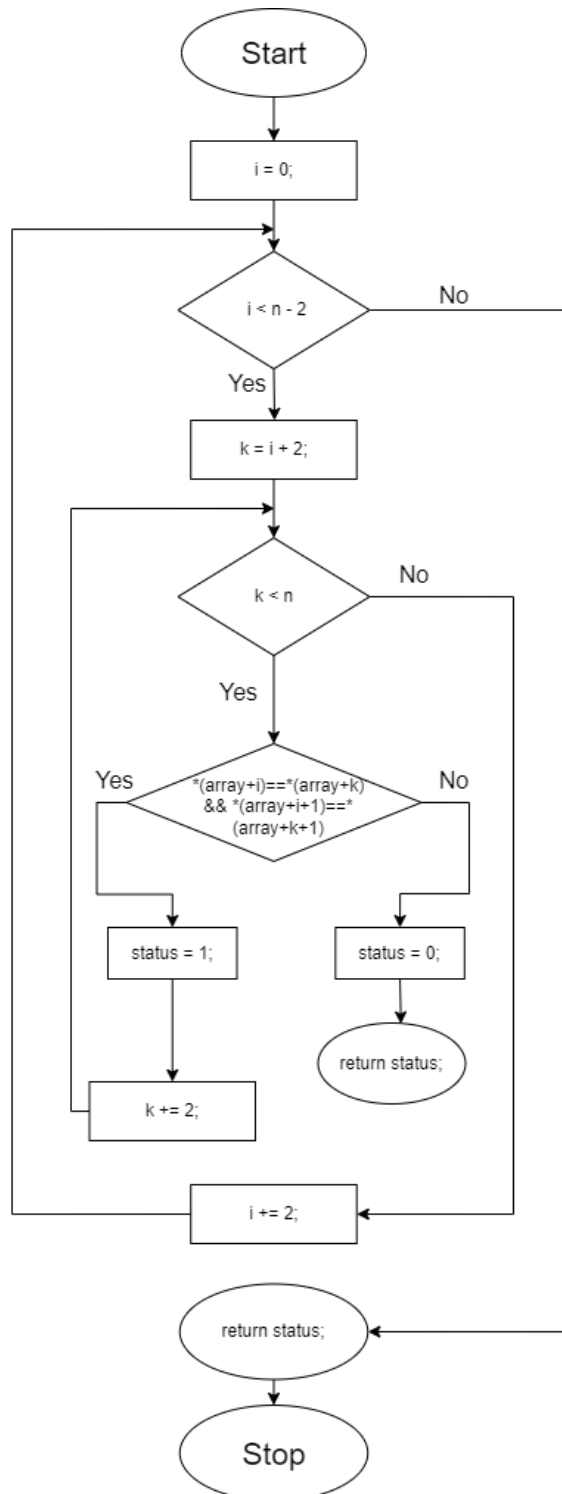 Start
i = 0;
i < n - 2
No
Yes
k = i + 2;
k < n
No
Yes
Yes
*(array+i)==*(array+k)
&& *(array+i+1)==*
(array+k+1)
No
status = 1;
status = 0;
return status;
k += 2;
i += 2;
return status;
Stop